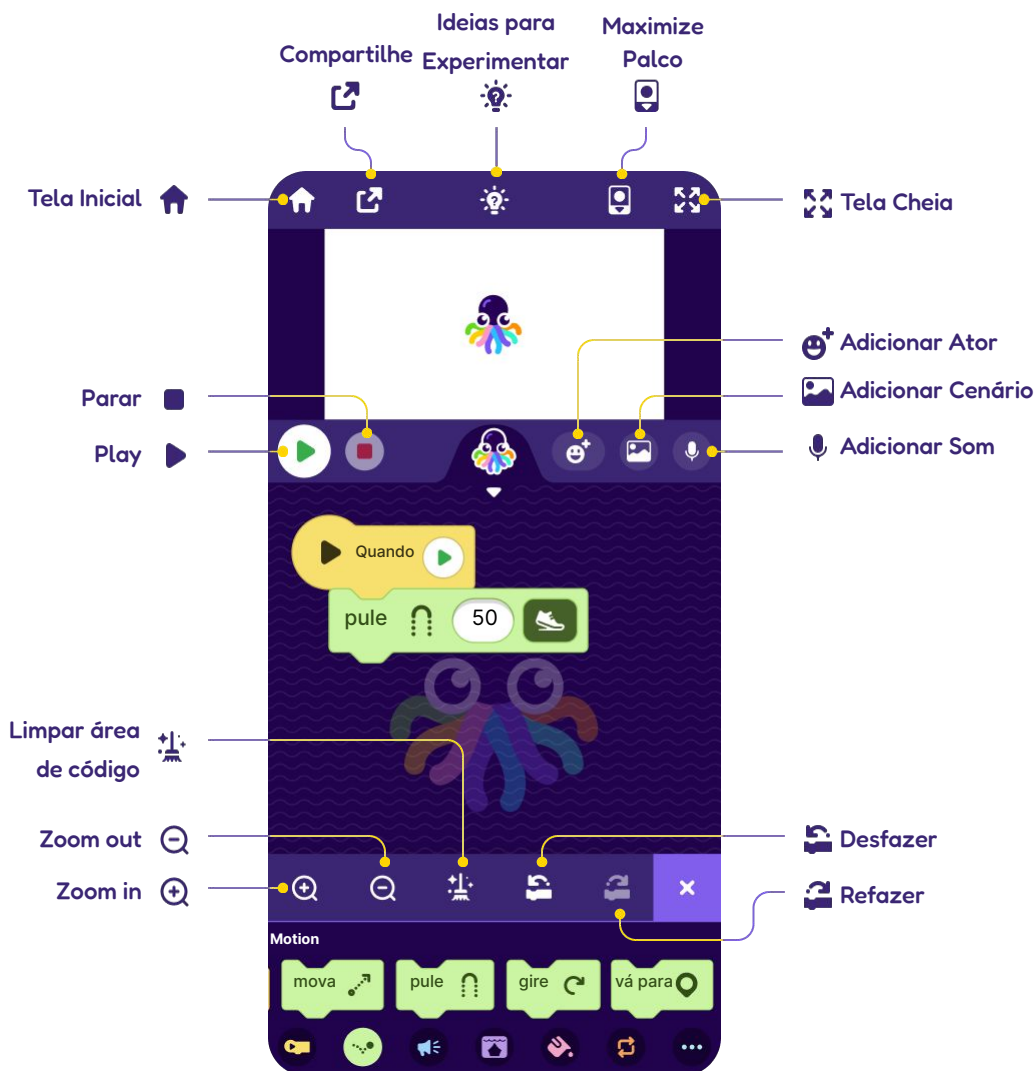 Ideias para
Experimentar
Compartilhe
Maximize
Palco
Tela Inicial
Tela Cheia
Adicionar Ator
Adicionar Cenário
Adicionar Som
Parar
Play
Quando
pule
50
Limpar área
de código
Zoom out
Zoom in
Desfazer
Refazer
Motion
mova
pule
gire
vá para